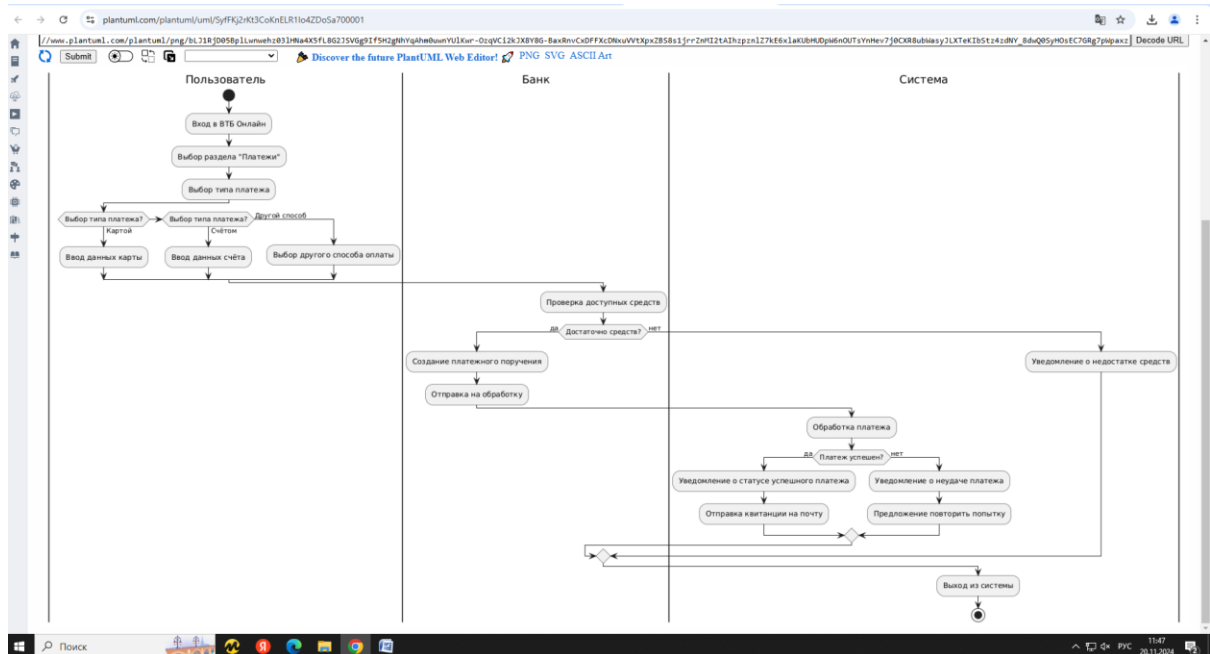 plantuml.com/plantuml/uml/SyfFKj2rKt3CoKnELR1Io4ZDoSa700001
Decode URL
Submit
Discover the future PlantUML Web Editor!
PNG SVG ASCII Art
Пользователь
Банк
Система
Вход в ВТБ Онлайн
Выбор раздела "Платежи"
Выбор типа платежа
Выбор типа платежа?
Выбор типа платежа?
Другой способ
Картой
Счётом
Ввод данных карты
Ввод данных счёта
Выбор другого способа оплаты
Проверка доступных средств
да
Достаточно средств?
нет
Создание платежного поручения
Уведомление о недостатке средств
Отправка на обработку
Обработка платежа
да
Платеж успешен?
нет
Уведомление о статусе успешного платежа
Уведомление о неудаче платежа
Отправка квитанции на почту
Предложение повторить попытку
Выход из системы
Поиск
РУС
11:47
20.11.2024